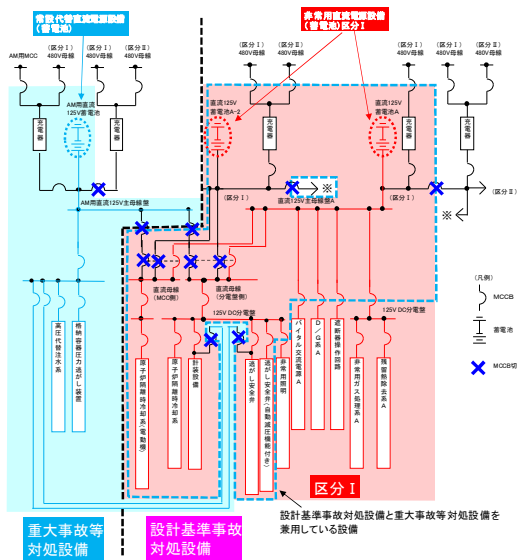 常設代替直流電源設備
(蓄電池)
非常用直流電源設備
(蓄電池)区分Ⅰ
AM用MCC
(区分Ⅰ)
480V母線
(区分Ⅰ)
480V母線
(区分Ⅱ)
480V母線
(区分Ⅰ)
480V母線
(区分Ⅱ)
480V母線
(区分Ⅰ)
480V母線
(区分Ⅰ)
480V母線
(区分Ⅱ)
480V母線
AM用直流
125V蓄電池
直流125V
蓄電池A-2
直流125V
蓄電池A
充電器
充電器
充電器
充電器
充電器
(区分Ⅰ)
※
(区分Ⅰ)
(区分Ⅱ)
※
AM用直流125V主母線盤
直流125V主母線盤A
直流母線
(MCC側)
直流母線
(分電盤側)
125V DC分電盤
125V DC分電盤
(凡例)
MCCB
蓄電池
MCCB切
高圧代替注水系
格納容器圧力逃がし装置
原子炉隔離時冷却系(電動機)
原子炉隔離時冷却系
計装設備
逃がし安全弁
逃がし安全弁(自動減圧機能付き)
非常用照明
バイタル交流電源A
D/G系A
遮断器操作回路
非常用ガス処理系A
残留熱除去系A
区分Ⅰ
設計基準事故対処設備と重大事故等対処設備を
兼用している設備
重大事故等
対処設備
設計基準事故
対処設備